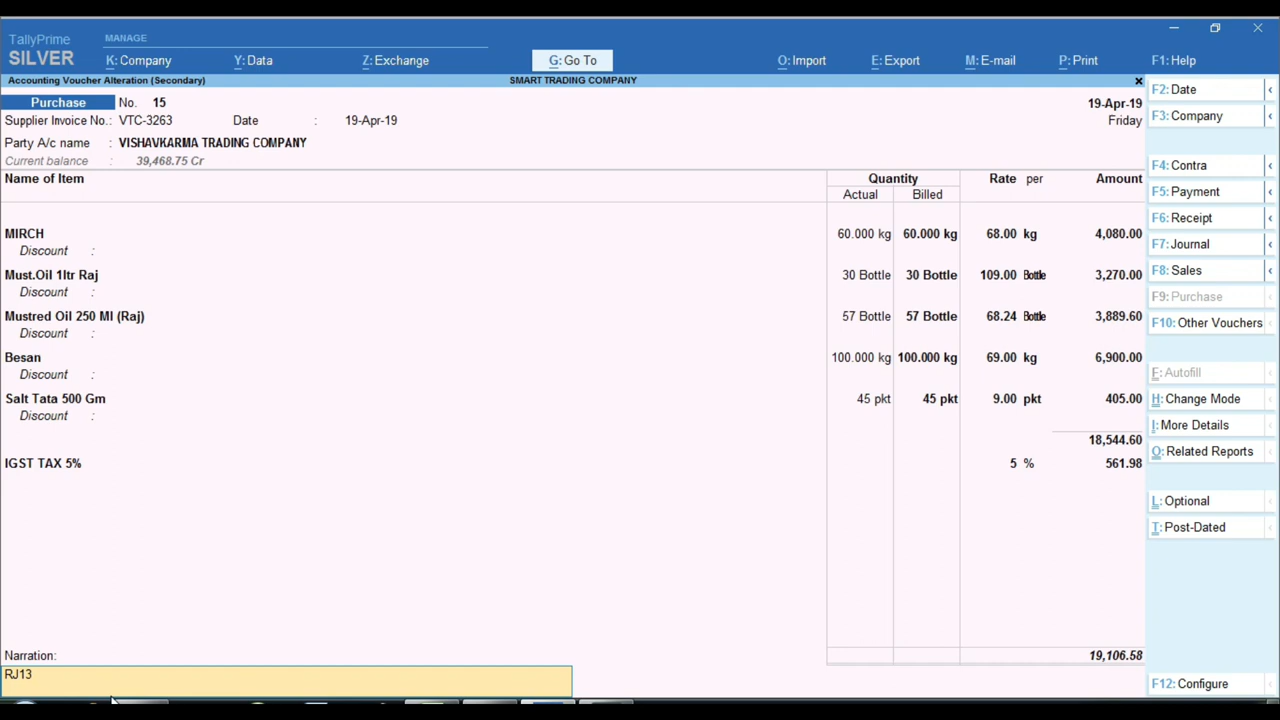 TallyPrime MANAGE
SILVER K: Company Y: Data Z: Exchange G: Go To O: Import E: Export M: E-mail P: Print F1: Help
Accounting Voucher Alteration (Secondary) SMART TRADING COMPANY
Purchase No. 15 19-Apr-19
Supplier Invoice No.: VTC-3263 Date : 19-Apr-19 Friday
Party A/c name : VISHAVKARMA TRADING COMPANY
Current balance : 39,468.75 Cr
Name of Item Quantity Rate per Amount
Actual Billed
MIRCH 60.000 kg 60.000 kg 68.00 kg 4,080.00
Discount :
Must.Oil 1ltr Raj 30 Bottle 30 Bottle 109.00 Bottle 3,270.00
Discount :
Mustred Oil 250 Ml (Raj) 57 Bottle 57 Bottle 68.24 Bottle 3,889.60
Discount :
Besan 100.000 kg 100.000 kg 69.00 kg 6,900.00
Discount :
Salt Tata 500 Gm 45 pkt 45 pkt 9.00 pkt 405.00
Discount :
18,544.60
IGST TAX 5% 5 % 561.98
Narration: 19,106.58
RJ13
F2: Date
F3: Company
F4: Contra
F5: Payment
F6: Receipt
F7: Journal
F8: Sales
F9: Purchase
F10: Other Vouchers
F: Autofill
H: Change Mode
I: More Details
O: Related Reports
L: Optional
T: Post-Dated
F12: Configure